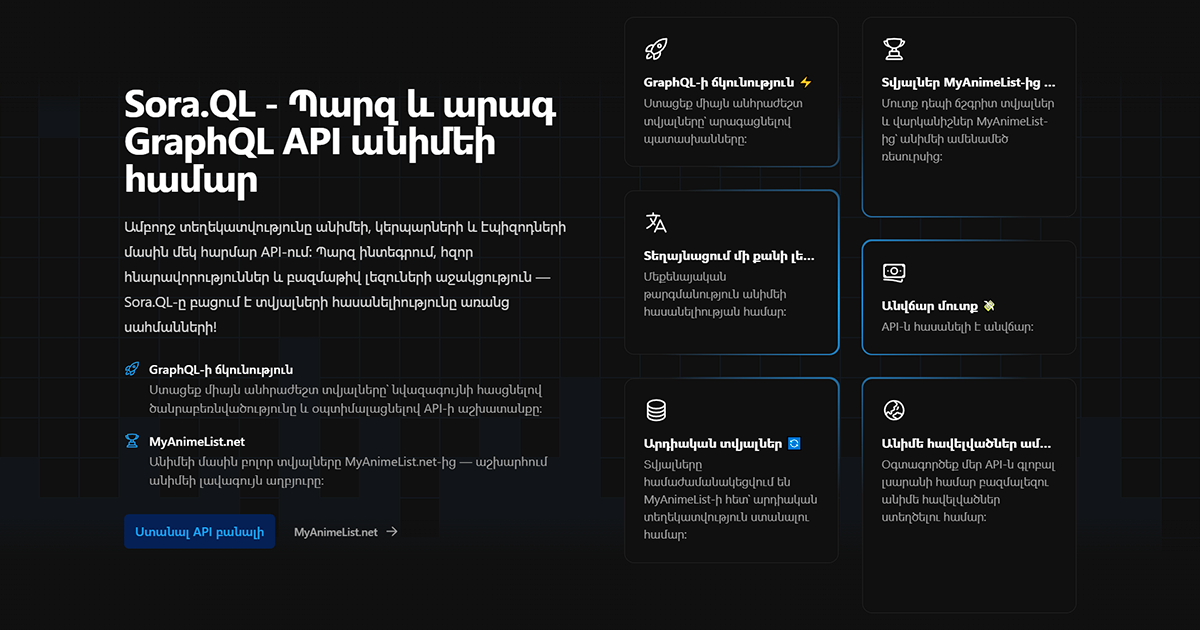 Sora.QL - Պարզ և արագ
GraphQL API անիմեի
համար
Ամբողջ տեղեկատվությունը անիմեի, կերպարների և էպիզոդների
մասին մեկ հարմար API-ում: Պարզ ինտեգրում, հզոր
հնարավորություններ և բազմաթիվ լեզուների աջակցություն —
Sora.QL-ը բացում է տվյալների հասանելիությունը առանց
սահմանների!
GraphQL-ի ճկունություն
Ստացեք միայն անհրաժեշտ տվյալները՝ նվազագույնի հասցնելով
ծանրաբեռնվածությունը և օպտիմալացնելով API-ի աշխատանքը:
MyAnimeList.net
Անիմեի մասին բոլոր տվյալները MyAnimeList.net-ից — աշխարհում
անիմեի լավագույն աղբյուրը:
Ստանալ API բանալի
MyAnimeList.net →
GraphQL-ի ճկունություն ⚡
Ստացեք միայն անհրաժեշտ
տվյալները՝ արագացնելով
պատասխանները:
Տվյալներ MyAnimeList-ից ...
Մուտք դեպի ճշգրիտ տվյալներ
և վարկանիշներ MyAnimeList-
ից՝ անիմեի ամենամեծ
ռեսուրսից:
Տեղայնացում մի քանի լե...
Մեքենայական
թարգմանություն անիմեի
հասանելիության համար:
Անվճար մուտք 💸
API-ն հասանելի է անվճար:
Արդիական տվյալներ 🔄
Տվյալները
համաժամանակեցվում են
MyAnimeList-ի հետ՝ արդիական
տեղեկատվություն ստանալու
համար:
Անիմե հավելվածներ ամ...
Օգտագործեք մեր API-ն գլոբալ
լսարանի համար բազմալեզու
անիմե հավելվածներ
ստեղծելու համար: